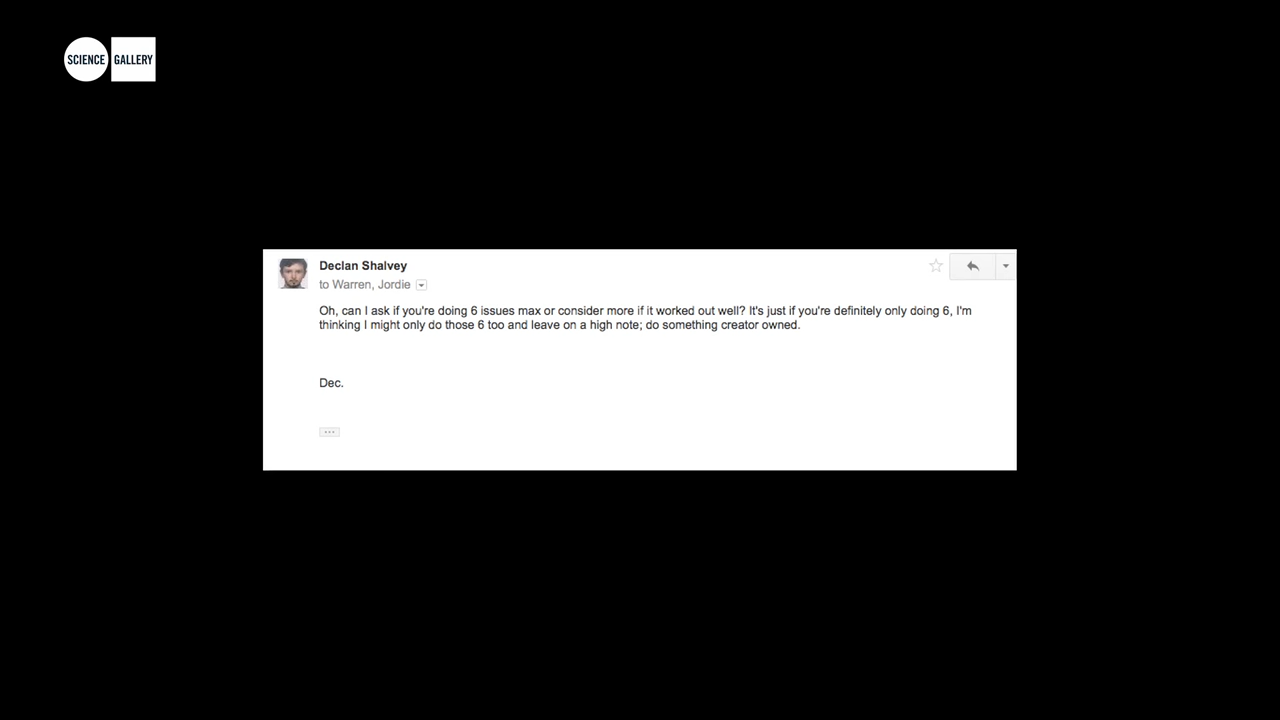 SCIENCE GALLERY
Declan Shalvey
to Warren, Jordie
Oh, can I ask if you're doing 6 issues max or consider more if it worked out well? It's just if you're definitely only doing 6, I'm
thinking I might only do those 6 too and leave on a high note; do something creator owned.
Dec.